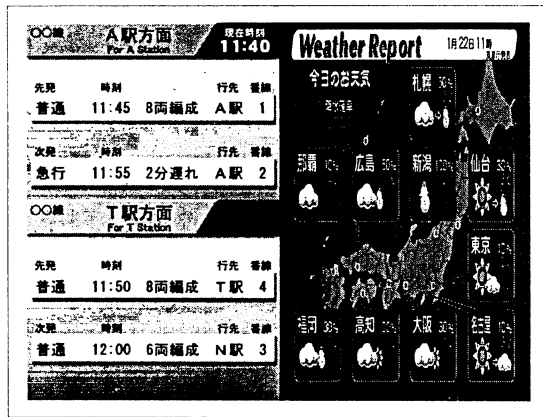 〇〇線 A駅方面 現在時刻
For A Station 11:40
先発 時刻 行先 番線
普通 11:45 8両編成 A駅 1
次発 時刻 行先 番線
急行 11:55 2分遅れ A駅 2
〇〇線 T駅方面
For T Station
先発 時刻 行先 番線
普通 11:50 8両編成 T駅 4
次発 時刻 行先 番線
普通 12:00 6両編成 N駅 3
Weather Report 1月22日11時
今日のお天気
札幌
那覇 10% 広島 50% 新潟 仙台
東京 10%
福岡 30% 高知 大阪 名古屋 10%